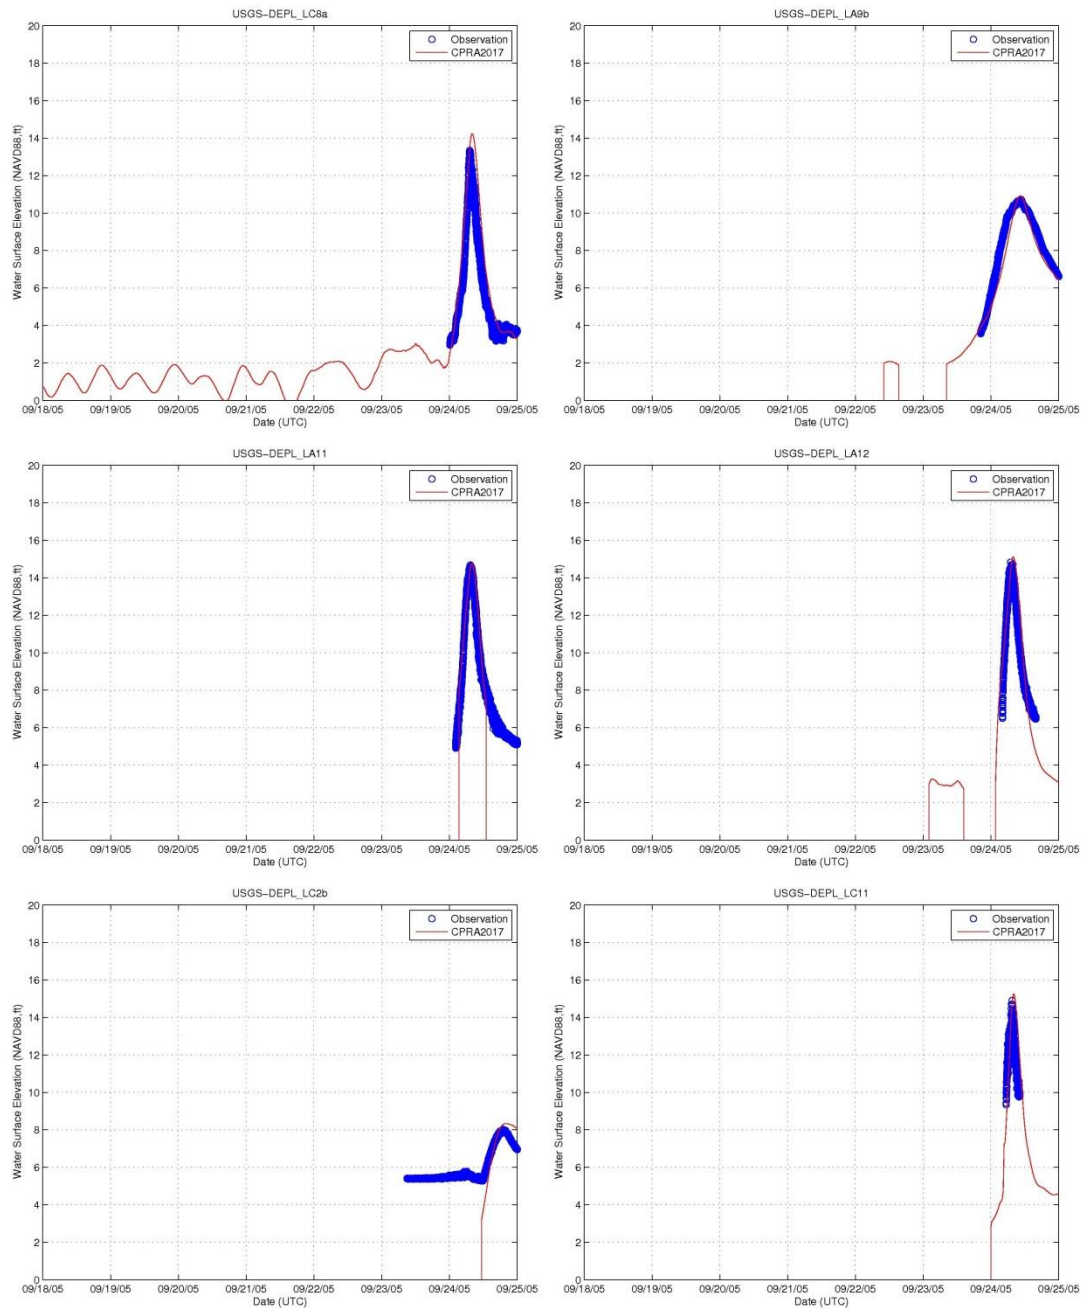 USGS-DEPL_LC8a
Observation
CPRA2017
Water Surface Elevation (NAVD88,ft)
20
18
16
14
12
10
8
6
4
2
0
09/18/05 09/19/05 09/20/05 09/21/05 09/22/05 09/23/05 09/24/05 09/25/05
Date (UTC)
USGS-DEPL_LA9b
Observation
CPRA2017
Water Surface Elevation (NAVD88,ft)
20
18
16
14
12
10
8
6
4
2
0
09/18/05 09/19/05 09/20/05 09/21/05 09/22/05 09/23/05 09/24/05 09/25/05
Date (UTC)
USGS-DEPL_LA11
Observation
CPRA2017
Water Surface Elevation (NAVD88,ft)
20
18
16
14
12
10
8
6
4
2
0
09/18/05 09/19/05 09/20/05 09/21/05 09/22/05 09/23/05 09/24/05 09/25/05
Date (UTC)
USGS-DEPL_LA12
Observation
CPRA2017
Water Surface Elevation (NAVD88,ft)
20
18
16
14
12
10
8
6
4
2
0
09/18/05 09/19/05 09/20/05 09/21/05 09/22/05 09/23/05 09/24/05 09/25/05
Date (UTC)
USGS-DEPL_LC2b
Observation
CPRA2017
Water Surface Elevation (NAVD88,ft)
20
18
16
14
12
10
8
6
4
2
0
09/18/05 09/19/05 09/20/05 09/21/05 09/22/05 09/23/05 09/24/05 09/25/05
Date (UTC)
USGS-DEPL_LC11
Observation
CPRA2017
Water Surface Elevation (NAVD88,ft)
20
18
16
14
12
10
8
6
4
2
0
09/18/05 09/19/05 09/20/05 09/21/05 09/22/05 09/23/05 09/24/05 09/25/05
Date (UTC)